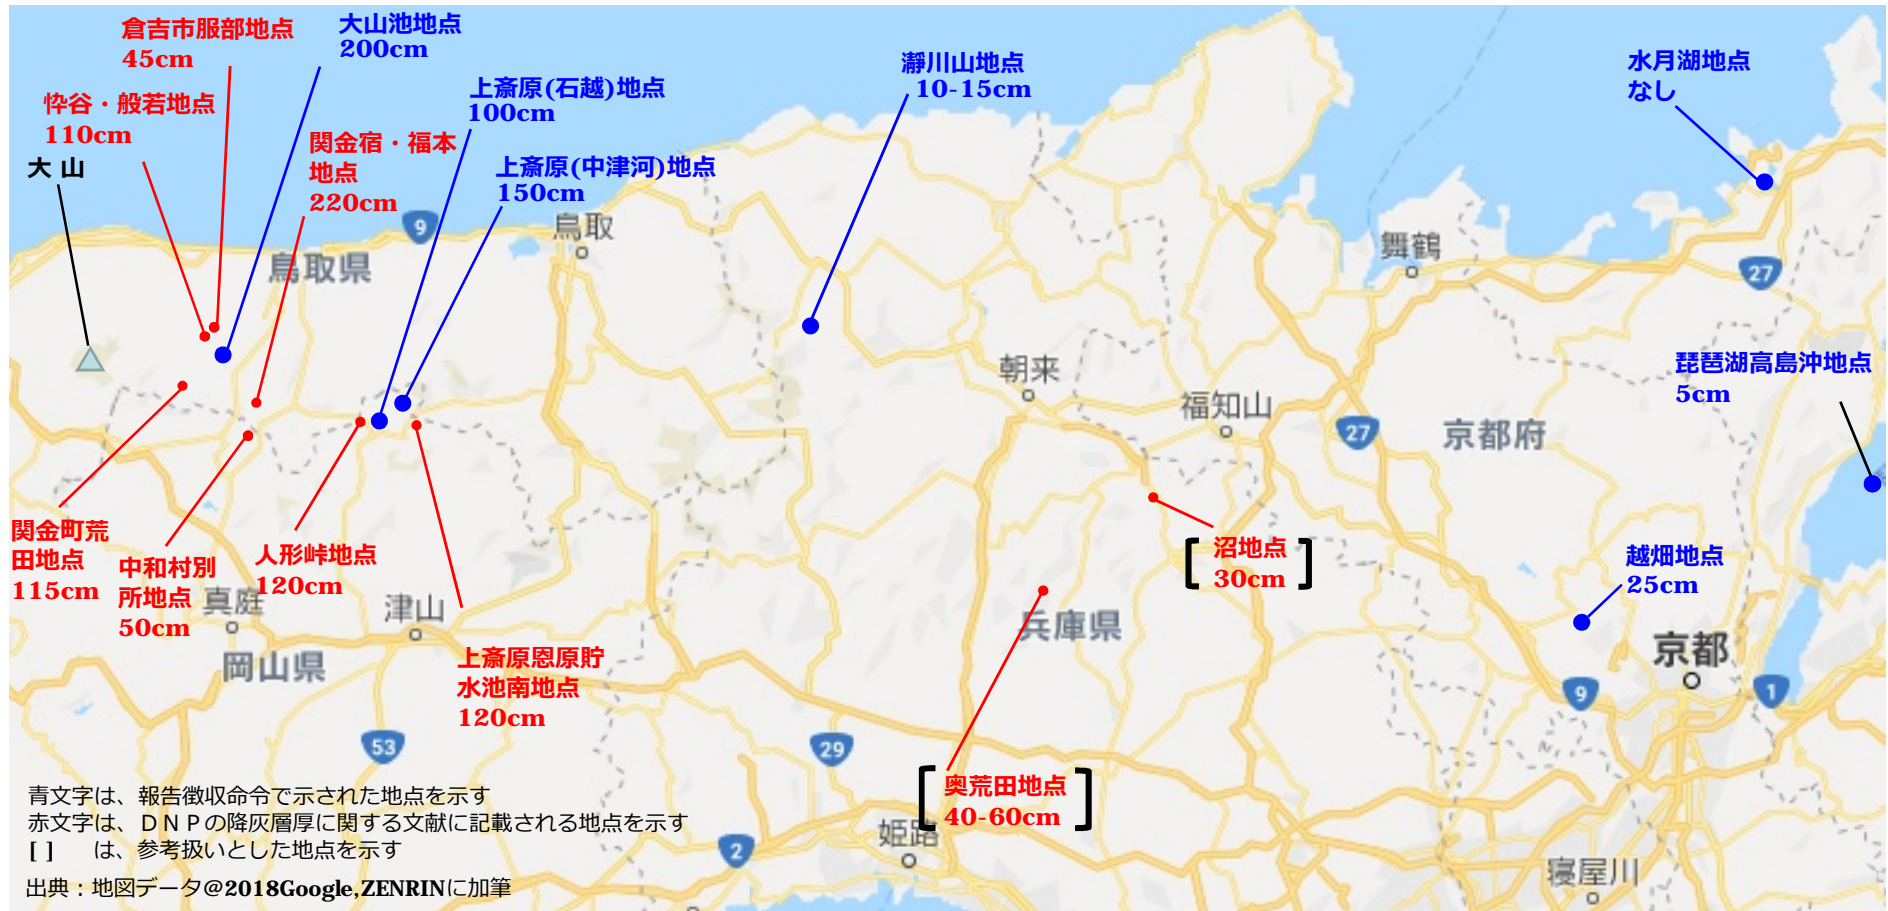 倉吉市服部地点
45cm
大山池地点
200cm
忰谷・般若地点
110cm
大 山
関金宿・福本
地点
220cm
上斎原(石越)地点
100cm
上斎原(中津河)地点
150cm
瀞川山地点
10-15cm
水月湖地点
なし
9
鳥取
鳥取県
舞鶴
27
朝来
福知山
27
京都府
琵琶湖高島沖地点
5cm
関金町荒
田地点
115cm
中和村別
所地点
50cm
人形峠地点
120cm
真庭
津山
岡山県
上斎原恩原貯
水池南地点
120cm
沼地点
30cm
兵庫県
越畑地点
25cm
京都
9
1
53
29
奥荒田地点
40-60cm
姫路
2
寝屋川
青文字は、報告徴収命令で示された地点を示す
赤文字は、DNPの降灰層厚に関する文献に記載される地点を示す
[ ] は、参考扱いとした地点を示す
出典：地図データ@2018Google,ZENRINに加筆